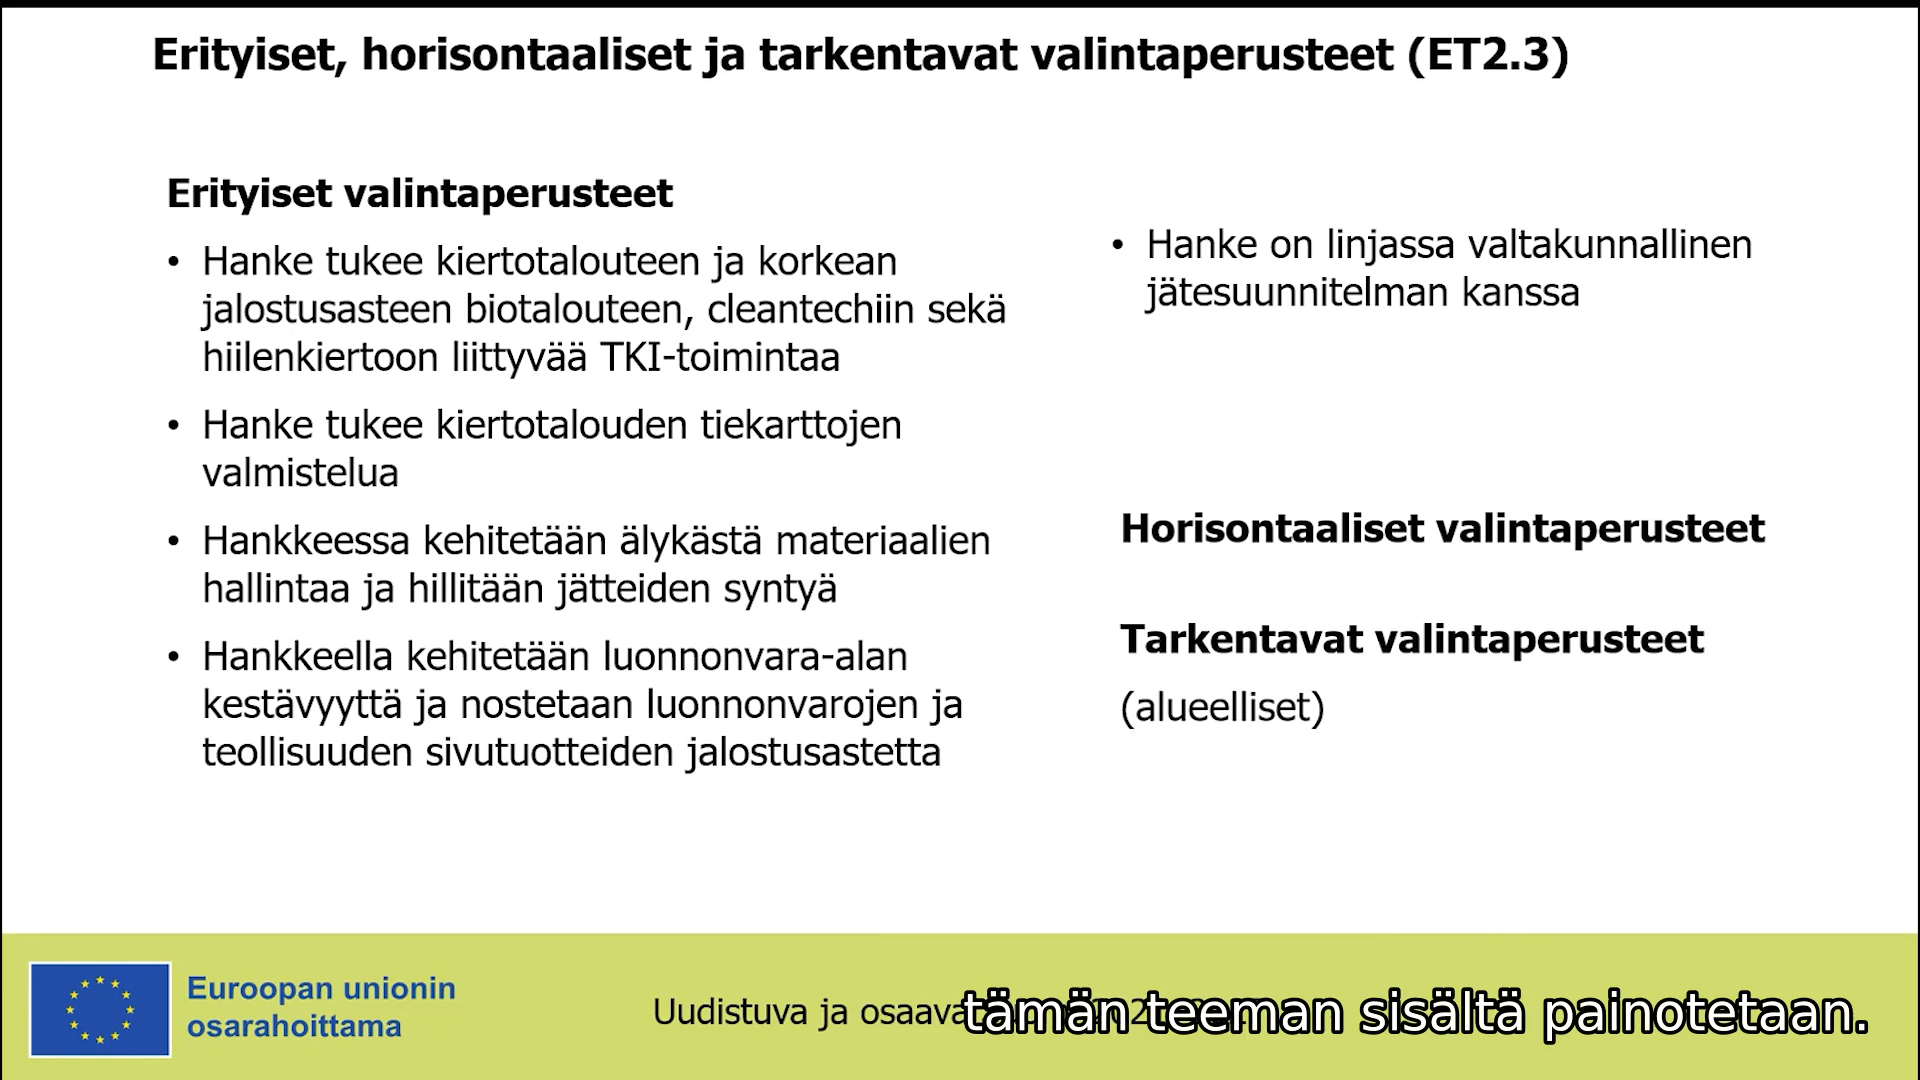 Erityiset, horisontaaliset ja tarkentavat valintaperusteet (ET2.3)
Erityiset valintaperusteet
• Hanke tukee kiertotalouteen ja korkean
jalostusasteen biotalouteen, cleantechiin sekä
hiilenkiertoon liittyvää TKI-toimintaa
• Hanke tukee kiertotalouden tiekarttojen
valmistelua
• Hankkeessa kehitetään älykästä materiaalien
hallintaa ja hillitään jätteiden syntyä
• Hankkeella kehitetään luonnonvara-alan
kestävyyttä ja nostetaan luonnonvarojen ja
teollisuuden sivutuotteiden jalostusastetta
• Hanke on linjassa valtakunnallinen
jätesuunnitelman kanssa
Horisontaaliset valintaperusteet
Tarkentavat valintaperusteet
(alueelliset)
Euroopan unionin
osarahoittama
Uudistuva ja osaava
tämän teeman sisältä painotetaan.